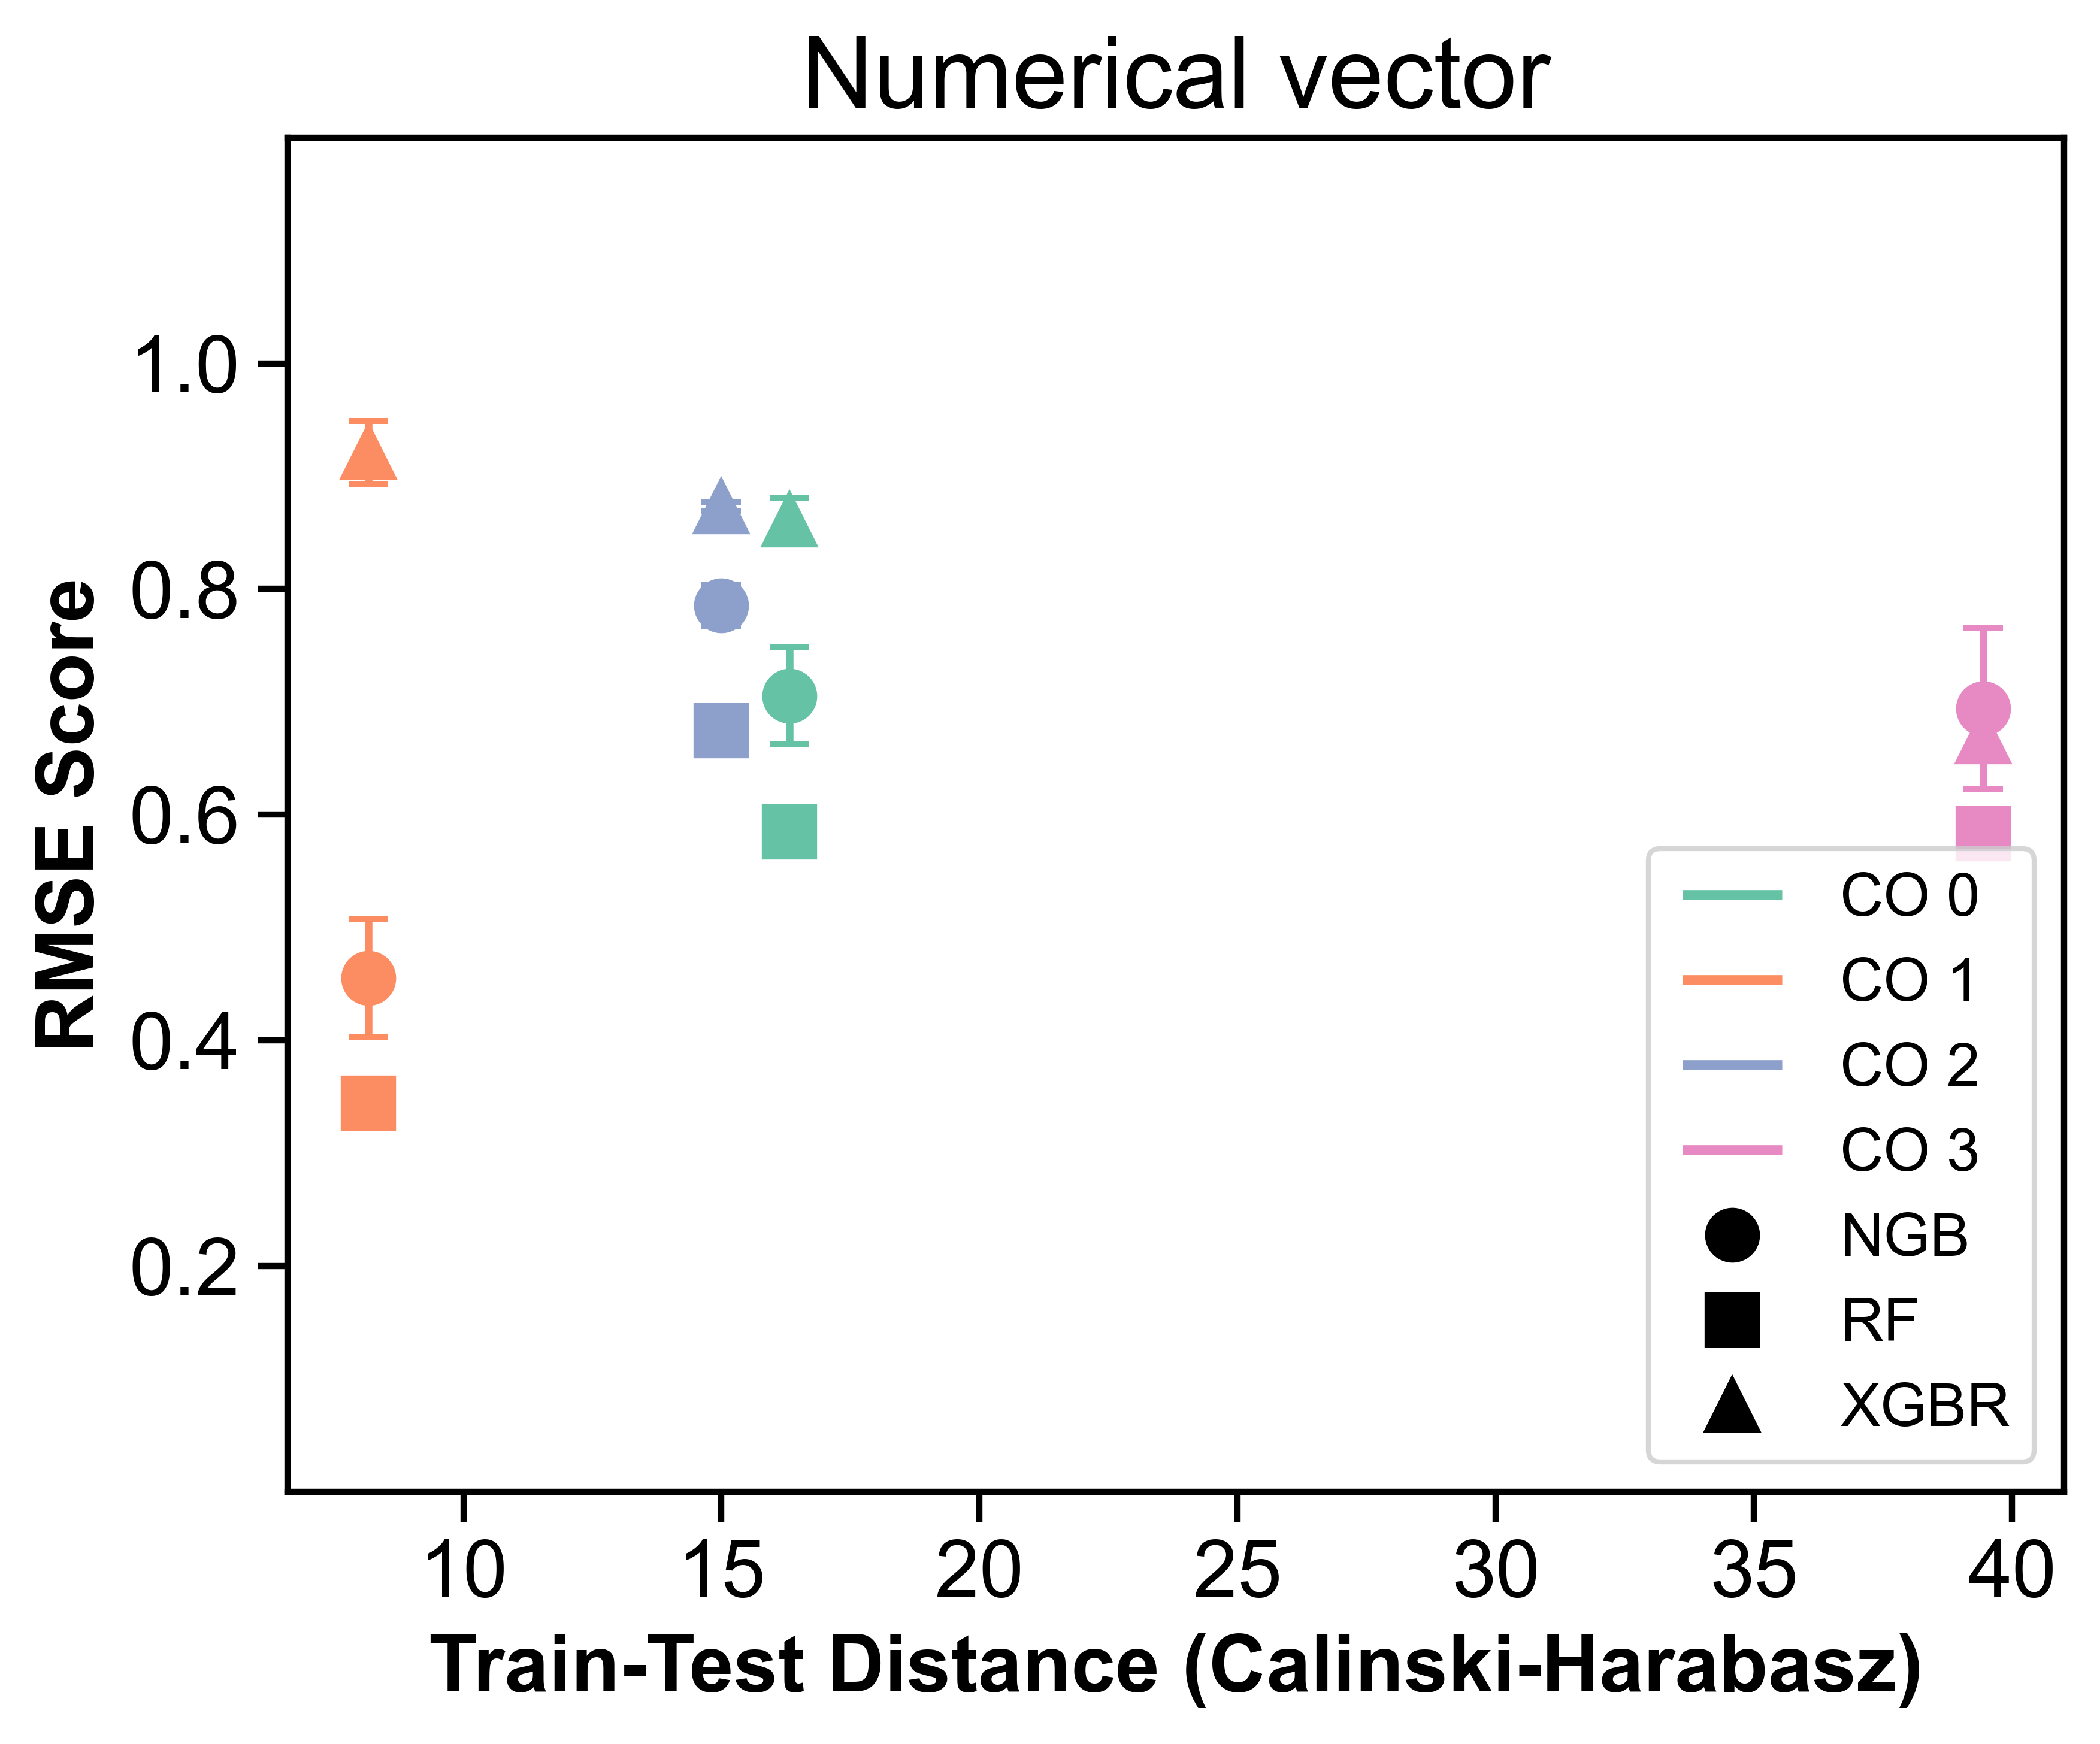 Numerical vector
RMSE Score
1.0
0.8
0.6
0.4
0.2
CO 0
CO 1
CO 2
CO 3
NGB
RF
XGBR
10 15 20 25 30 35 40
Train-Test Distance (Calinski-Harabasz)